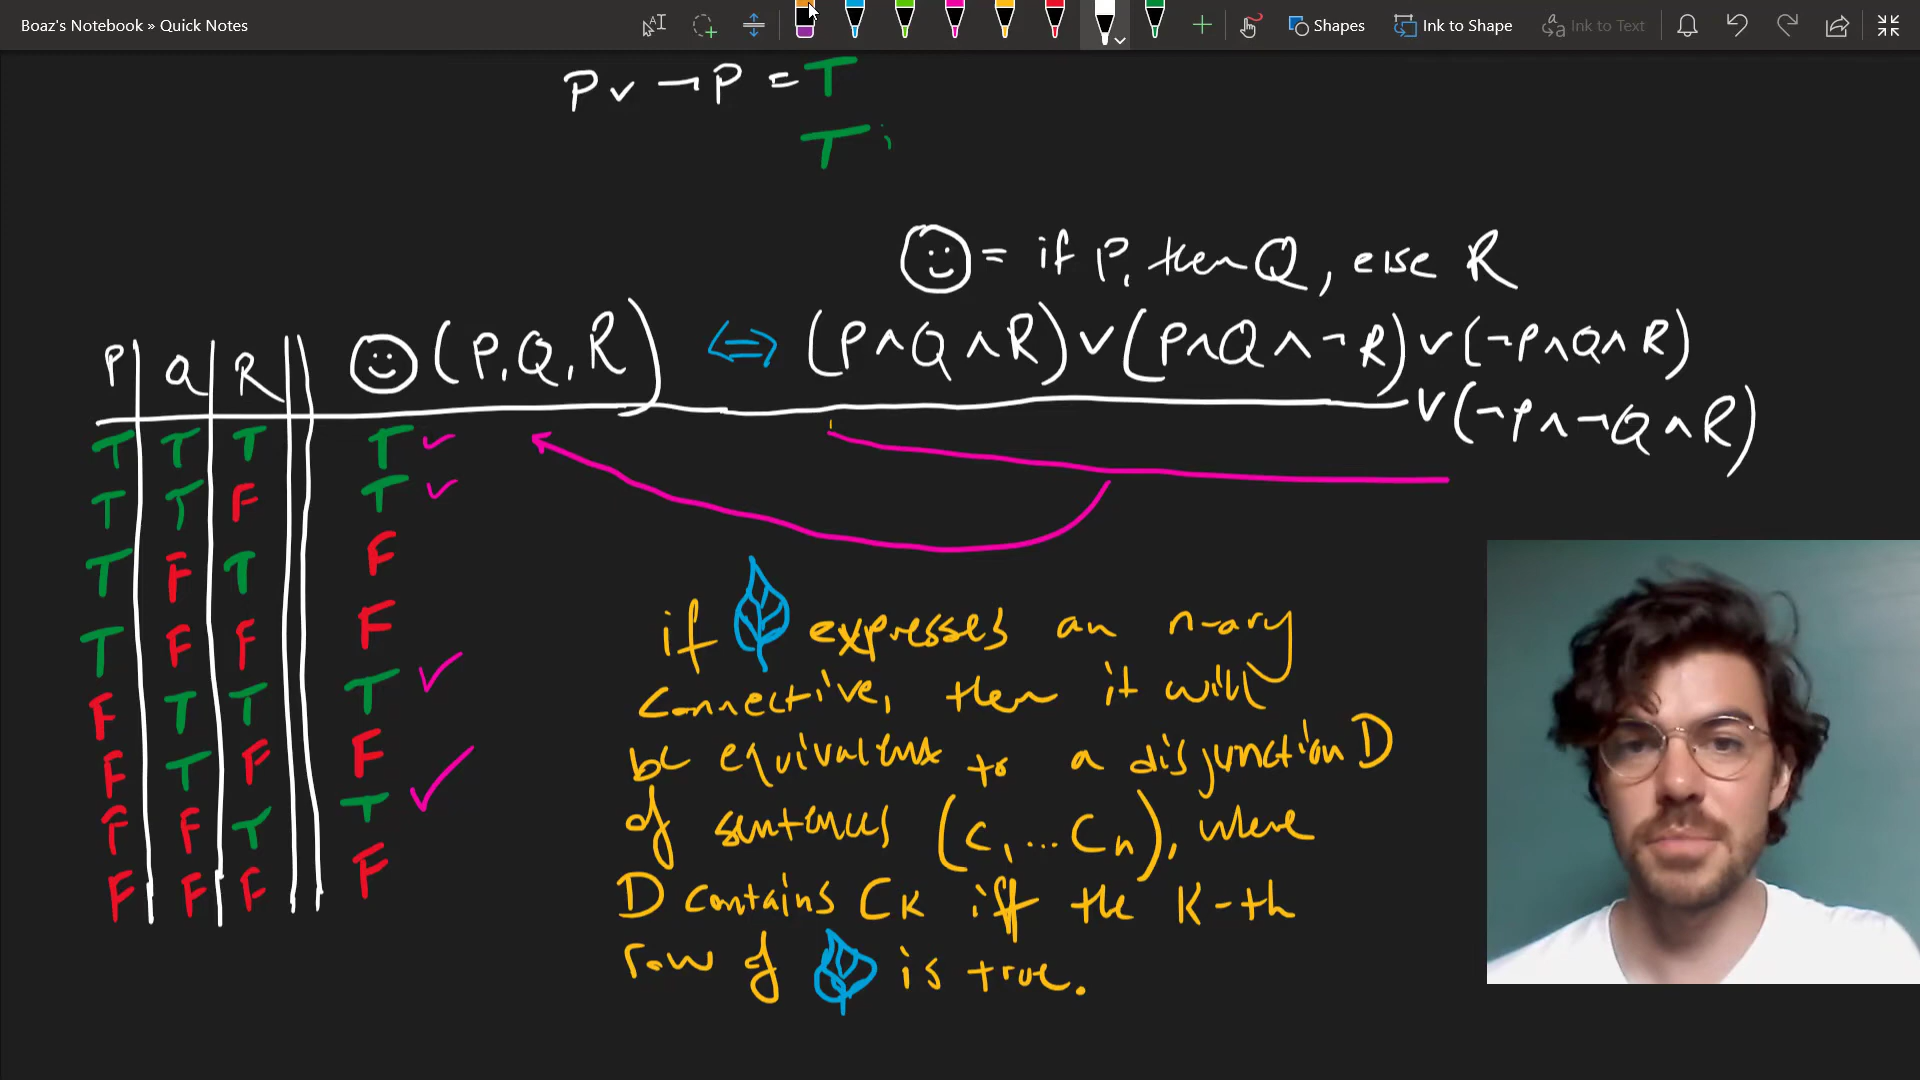 Boaz's Notebook » Quick Notes
Shapes
Ink to Shape
Ink to Text
P ∨ ¬P = T
T
☺ = if P, then Q, else R
P Q R ☺(P, Q, R) ⇔ (P ∧ Q ∧ R) ∨ (P ∧ Q ∧ ¬R) ∨ (¬P ∧ Q ∧ R)
∨ (¬P ∧ ¬Q ∧ R)
T T T T ✓
T T F T ✓
T F T F
T F F F
F T T T ✓
F T F F
F F T T ✓
F F F F
if expresses an n-ary
connective, then it will
be equivalent to a disjunction D
of sentences (C₁...Cₙ), where
D contains Cₖ iff the K-th
row of is true.